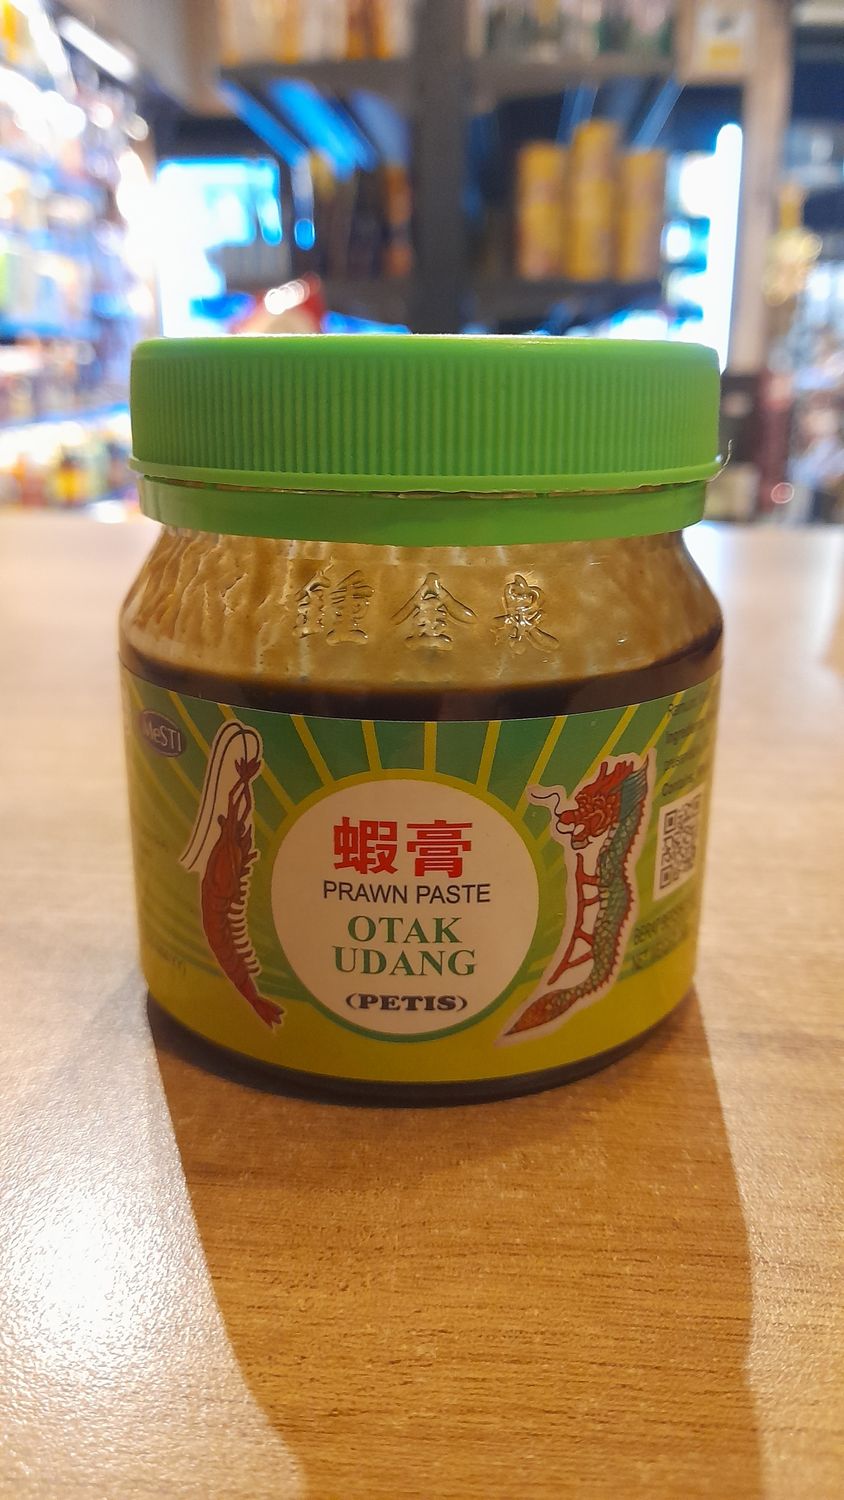 鍾金泉
MeSTI
蝦膏
PRAWN PASTE
OTAK
UDANG
(PETIS)